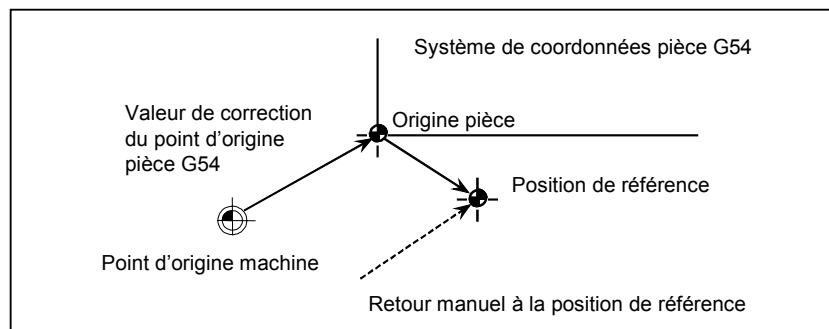 Système de coordonnées pièce G54
Valeur de correction
du point d'origine
pièce G54
Origine pièce
Position de référence
Point d'origine machine
Retour manuel à la position de référence